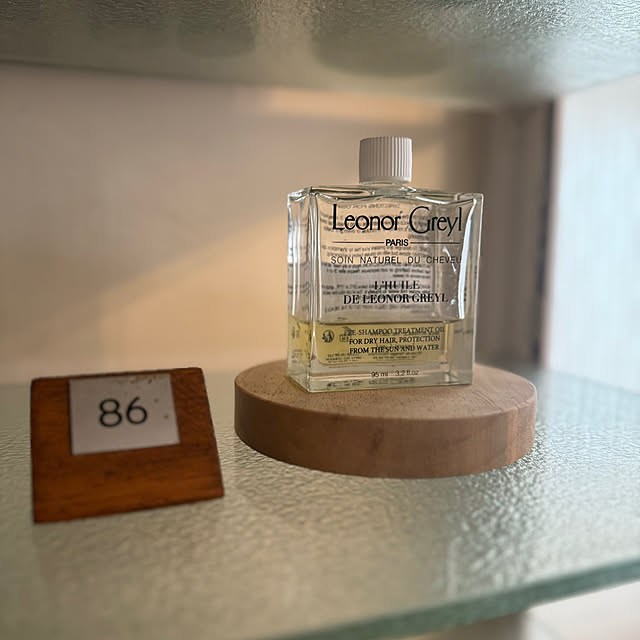 Leonor Greyl
PARIS
SOIN NATUREL DU CHEVEU
L'HUILE
DE LEONOR GREYL
PRE-SHAMPOO TREATMENT OIL
FOR DRY HAIR, PROTECTION
FROM THE SUN AND WATER
95 ml 3.2 fl.oz
86